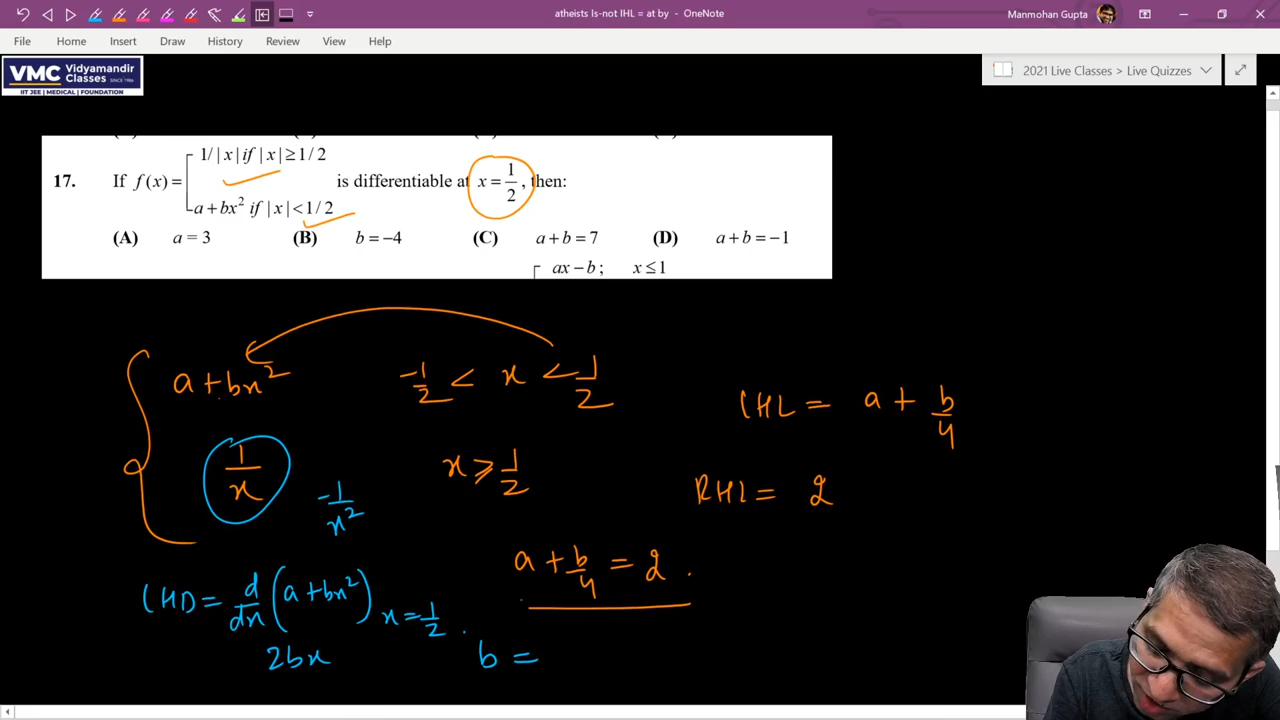 atheists Is-not IHL = at by - OneNote
Manmohan Gupta
File Home Insert Draw History Review View Help
VMC Vidyamandir Classes SINCE 1986
IIT JEE | MEDICAL | FOUNDATION
2021 Live Classes > Live Quizzes
17. If f(x) = 1/|x| if |x| ≥ 1/2
a + bx² if |x| < 1/2
is differentiable at x = 1/2, then:
(A) a = 3 (B) b = −4 (C) a + b = 7 (D) a + b = −1
ax − b; x ≤ 1
a + bx² -1/2 < x < 1/2
LHL = a + b/4
1/x x ≥ 1/2
RHL = 2
-1/x²
a + b/4 = 2 .
LHD = d/dx (a + bx²) x = 1/2 .
2bx b =